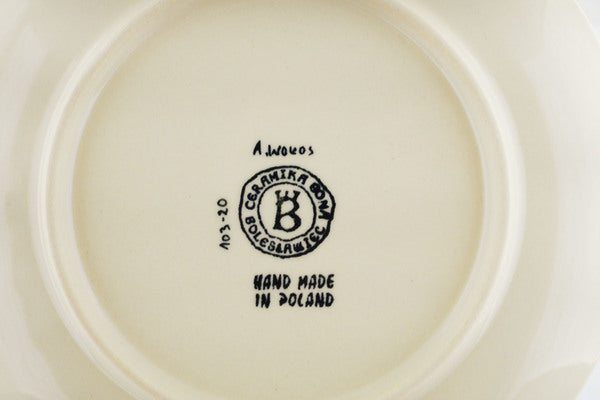 A. Wokos
CERAMIKA BONA
B
BOLESŁAWIEC
103-20
HAND MADE
IN POLAND